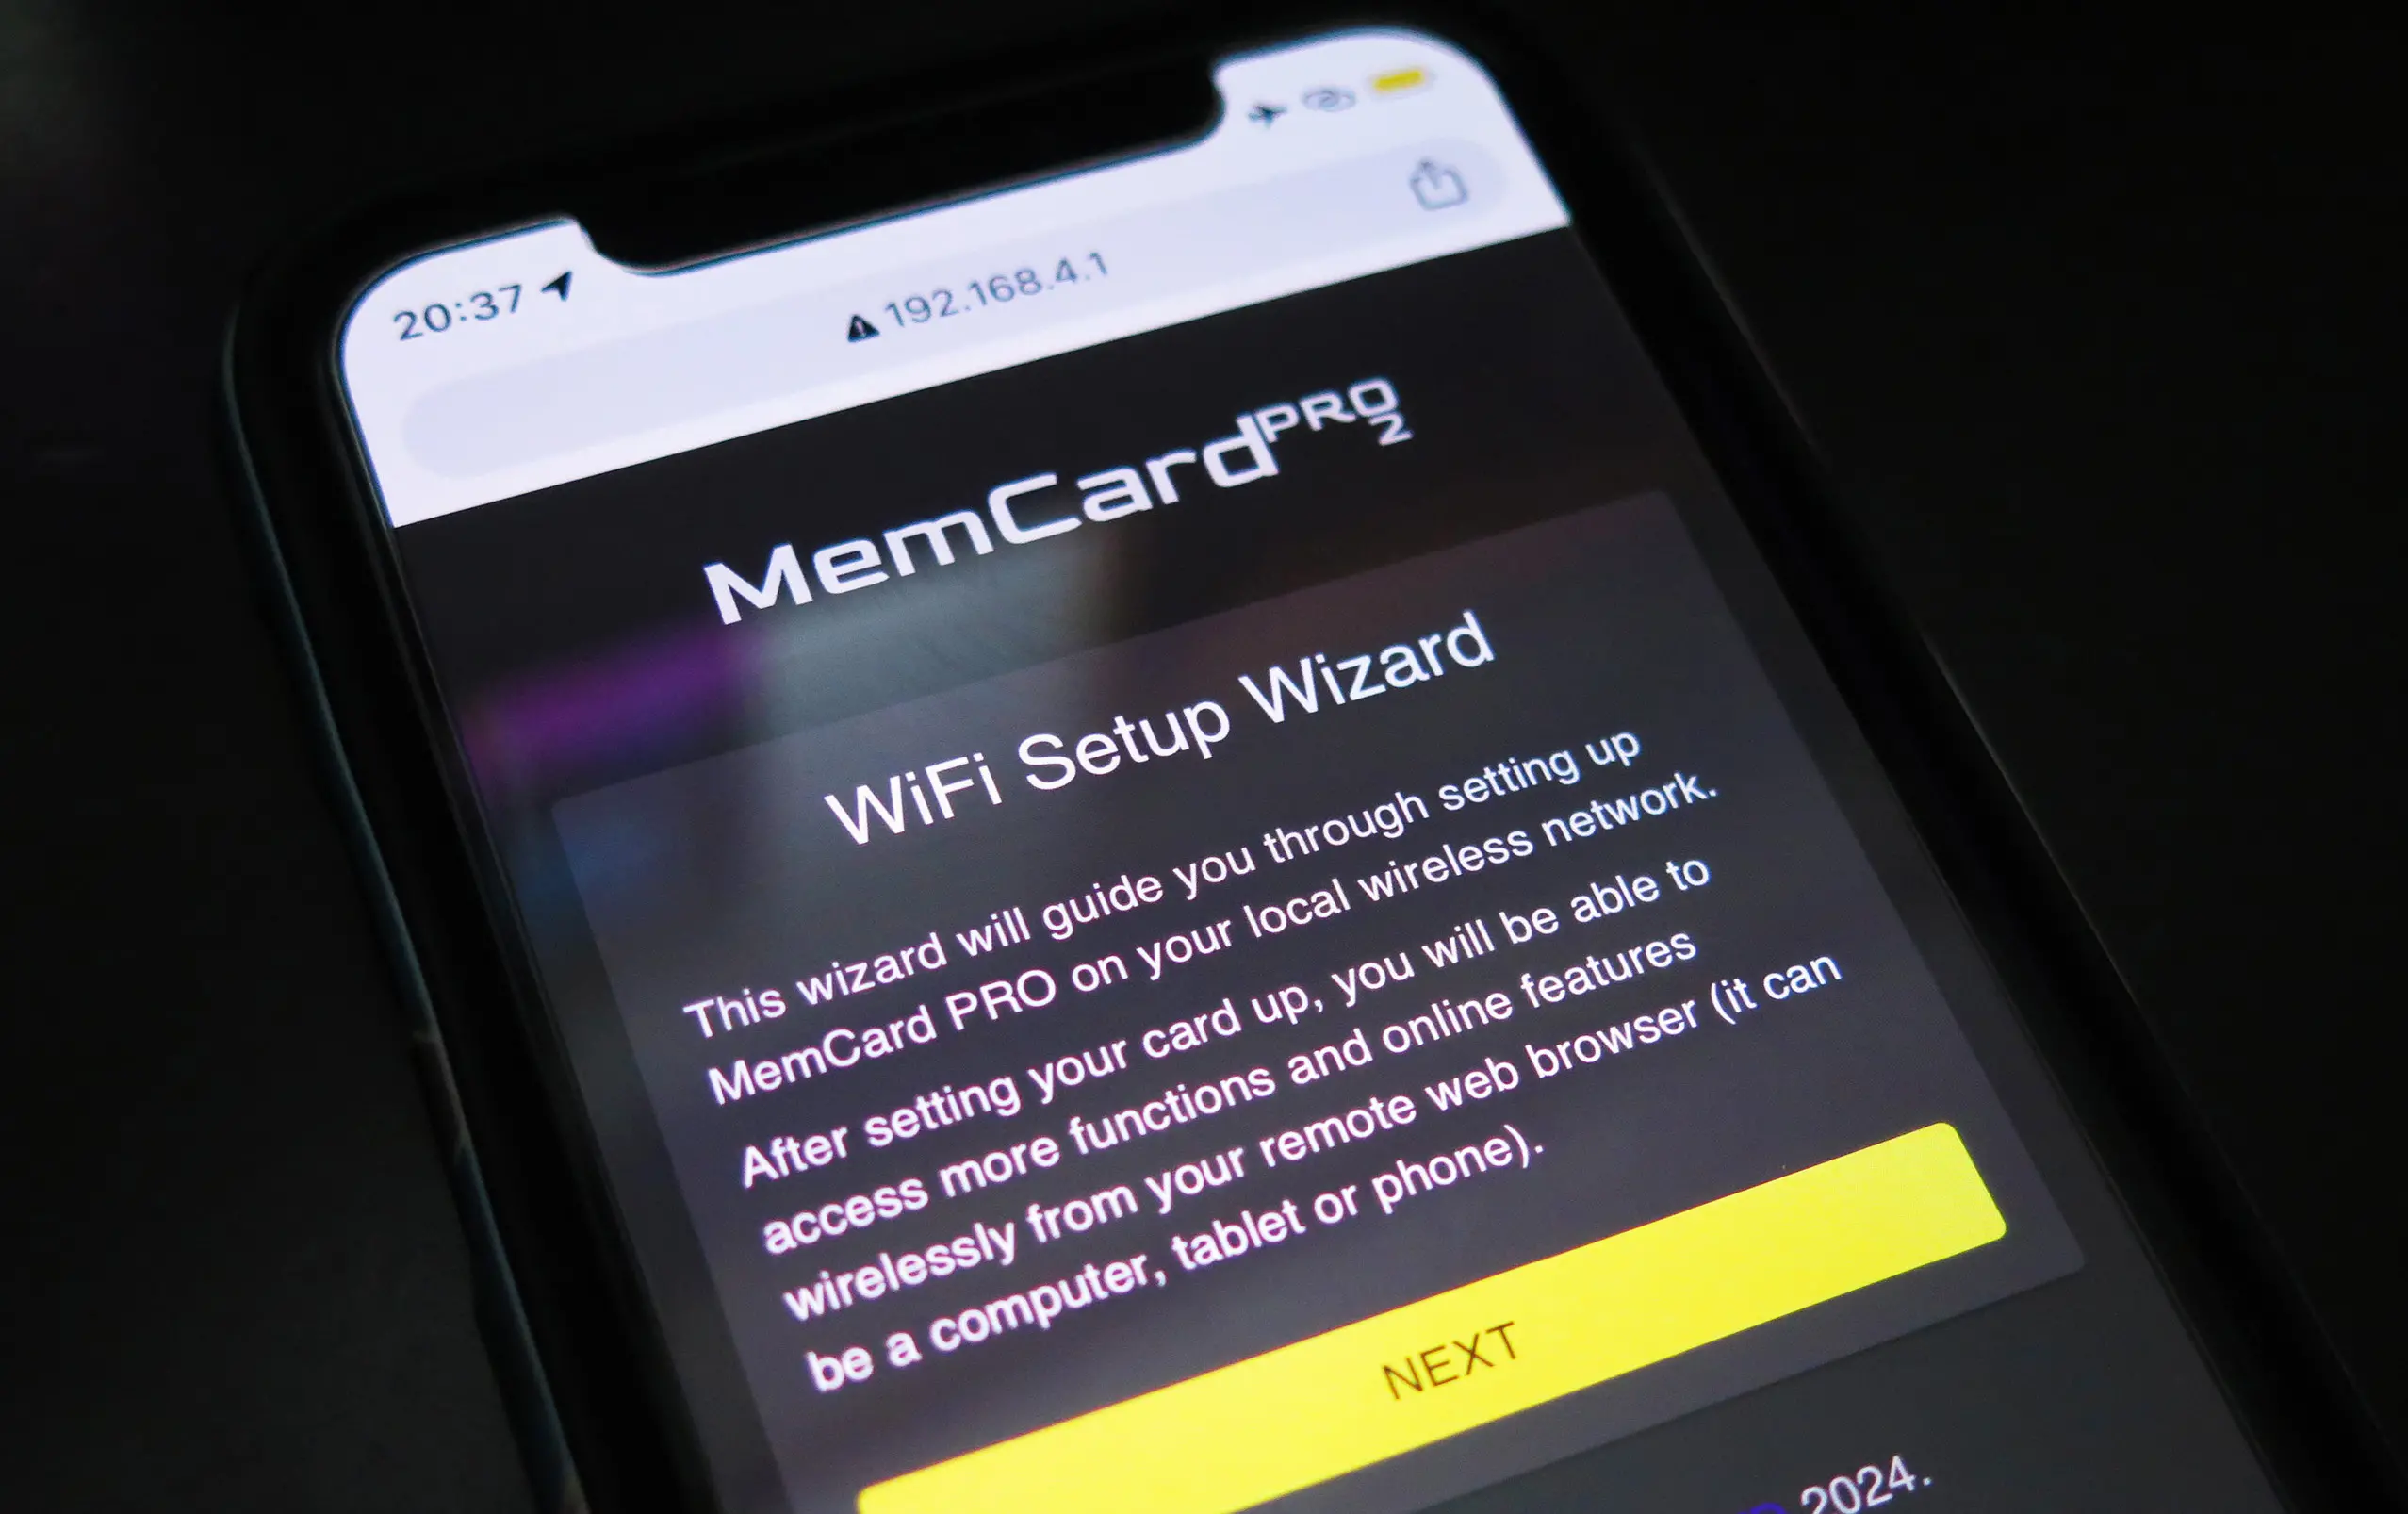 20:37
192.168.4.1
MemCard PRO 2
WiFi Setup Wizard
This wizard will guide you through setting up
MemCard PRO on your local wireless network.
After setting your card up, you will be able to
access more functions and online features
wirelessly from your remote web browser (it can
be a computer, tablet or phone).
NEXT
2024.